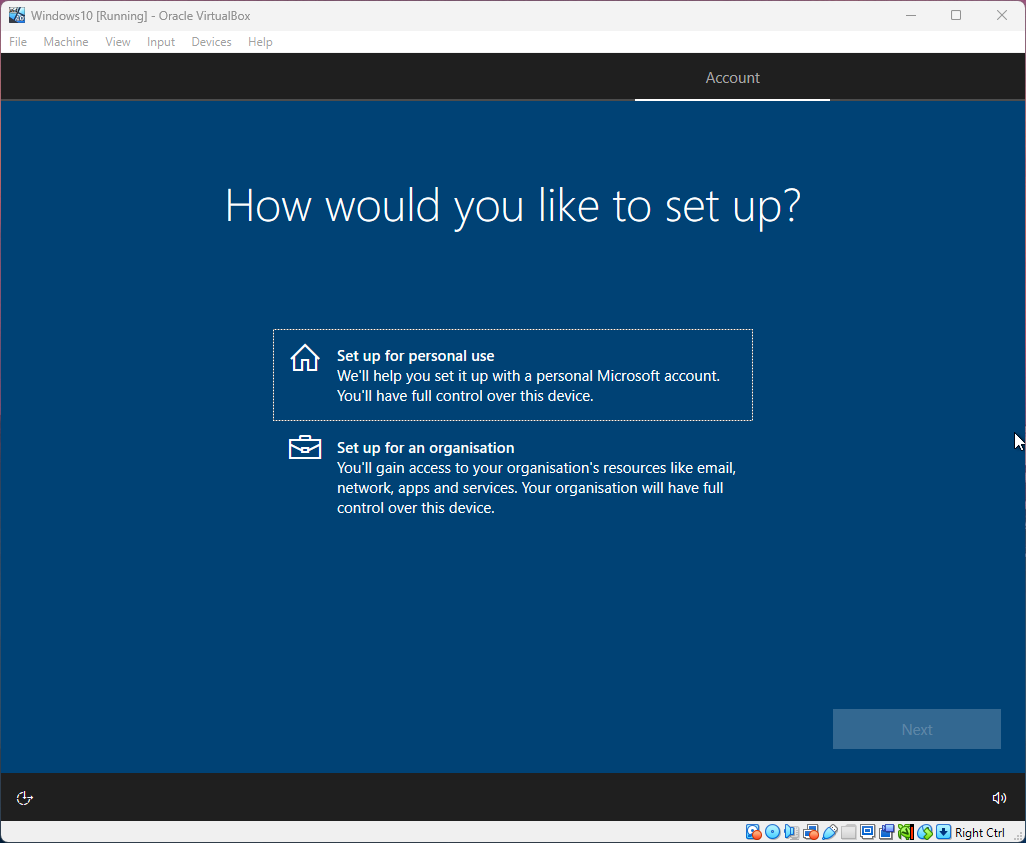 Windows10 [Running] - Oracle VirtualBox
File Machine View Input Devices Help
Account
How would you like to set up?
Set up for personal use
We'll help you set it up with a personal Microsoft account.
You'll have full control over this device.
Set up for an organisation
You'll gain access to your organisation's resources like email,
network, apps and services. Your organisation will have full
control over this device.
Next
Right Ctrl